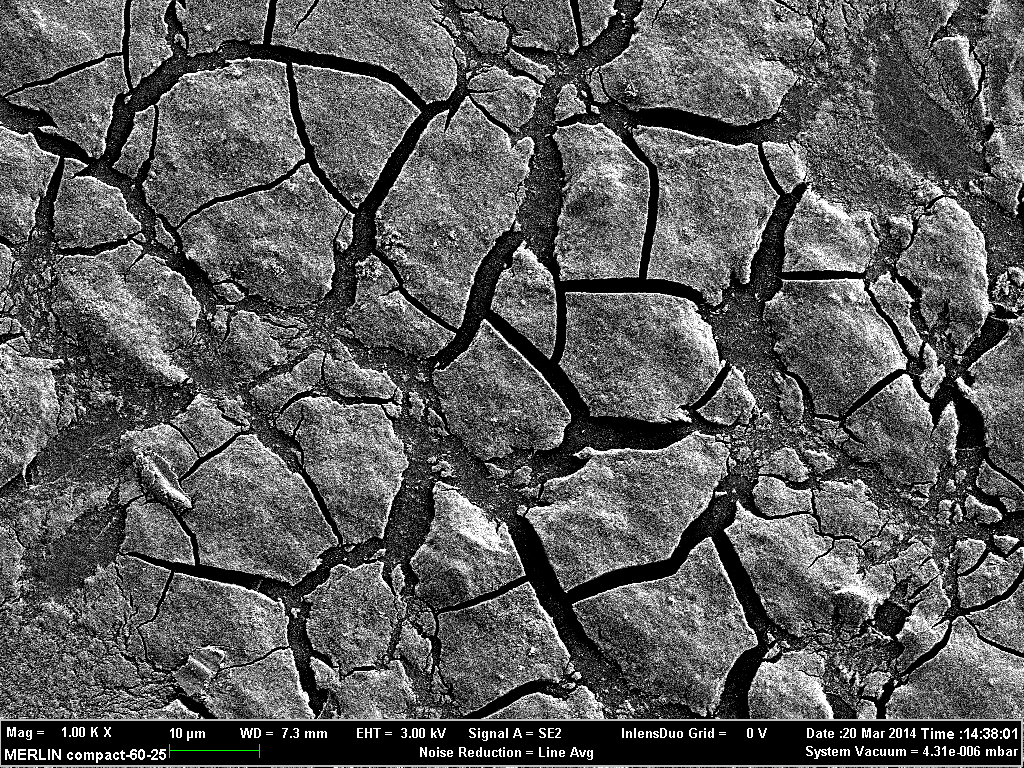 Mag = 1.00 K X 10 µm WD = 7.3 mm EHT = 3.00 kV Signal A = SE2 InlensDuo Grid = 0 V Date :20 Mar 2014 Time :14:38:01
MERLIN compact-60-25 Noise Reduction = Line Avg System Vacuum = 4.31e-006 mbar